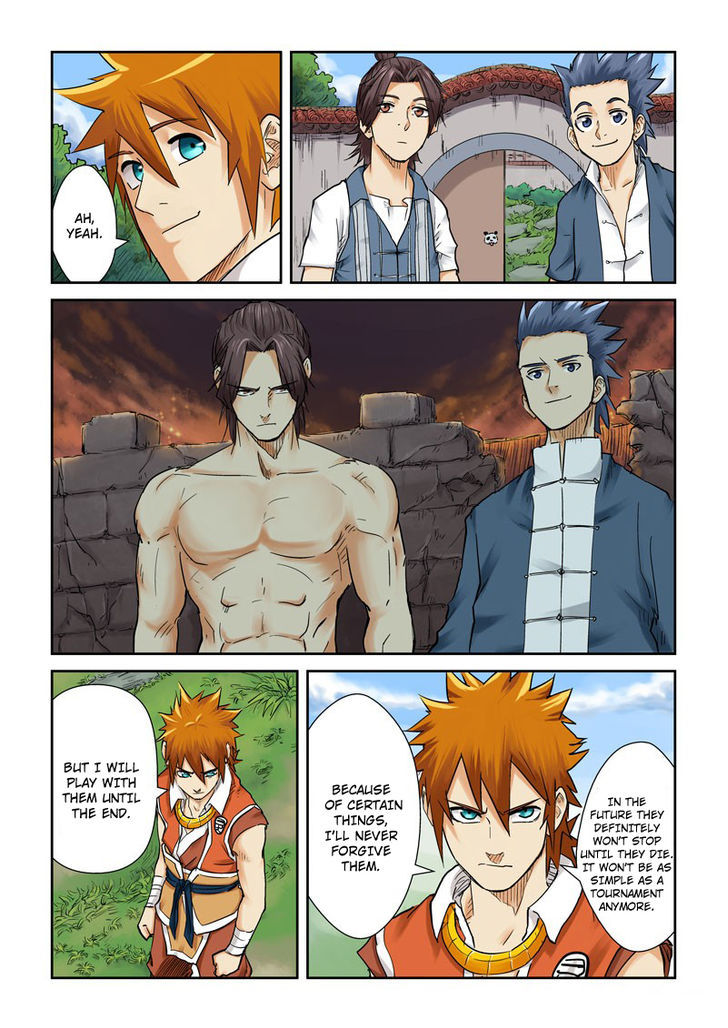 AH,
YEAH.
BUT I WILL
PLAY WITH
THEM UNTIL
THE END.
BECAUSE
OF CERTAIN
THINGS,
I'LL NEVER
FORGIVE
THEM.
IN THE
FUTURE THEY
DEFINITELY
WON'T STOP
UNTIL THEY DIE.
IT WON'T BE AS
SIMPLE AS A
TOURNAMENT
ANYMORE.